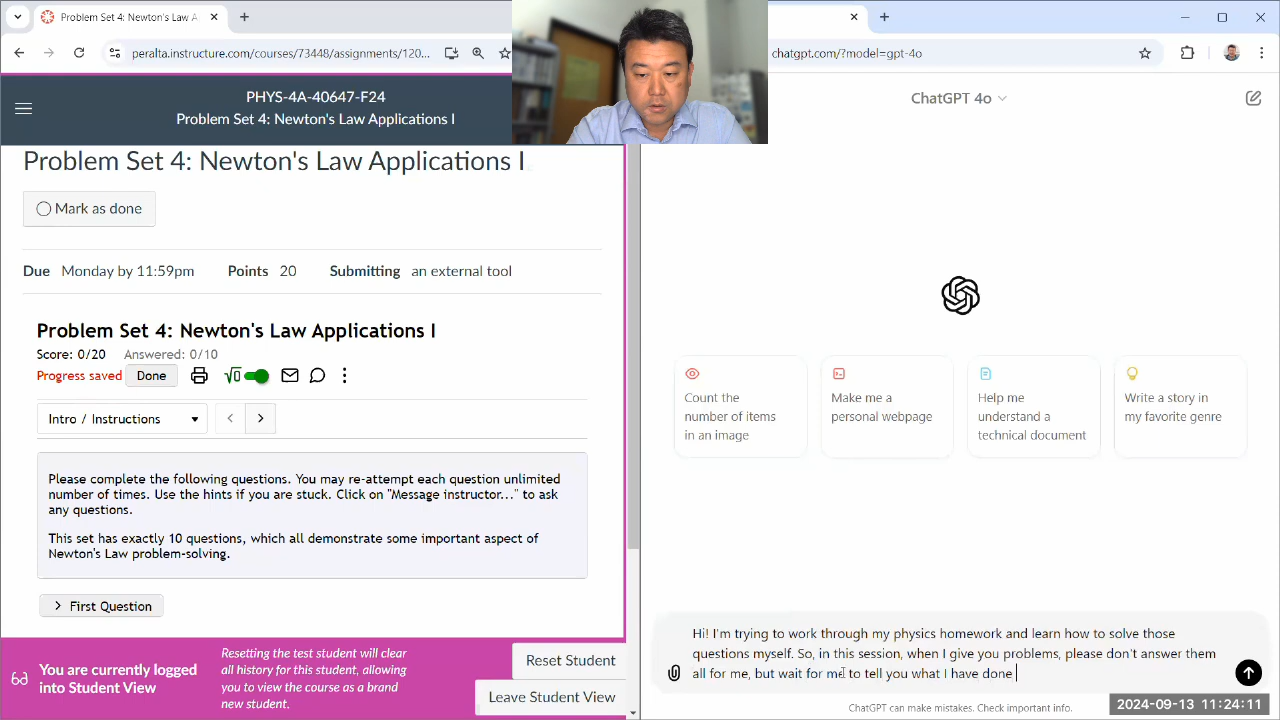 Problem Set 4: Newton's Law A
peralta.instructure.com/courses/73448/assignments/120...
chatgpt.com/?model=gpt-4o
PHYS-4A-40647-F24
Problem Set 4: Newton's Law Applications I
Problem Set 4: Newton's Law Applications I
Mark as done
Due Monday by 11:59pm Points 20 Submitting an external tool
Problem Set 4: Newton's Law Applications I
Score: 0/20 Answered: 0/10
Progress saved Done √0
Intro / Instructions
Please complete the following questions. You may re-attempt each question unlimited
number of times. Use the hints if you are stuck. Click on "Message instructor..." to ask
any questions.
This set has exactly 10 questions, which all demonstrate some important aspect of
Newton's Law problem-solving.
First Question
You are currently logged
into Student View
Resetting the test student will clear
all history for this student, allowing
you to view the course as a brand
new student.
Reset Student
Leave Student View
ChatGPT 4o
Count the
number of items
in an image
Make me a
personal webpage
Help me
understand a
technical document
Write a story in
my favorite genre
Hi! I'm trying to work through my physics homework and learn how to solve those
questions myself. So, in this session, when I give you problems, please don't answer them
all for me, but wait for me to tell you what I have done
ChatGPT can make mistakes. Check important info.
2024-09-13 11:24:11